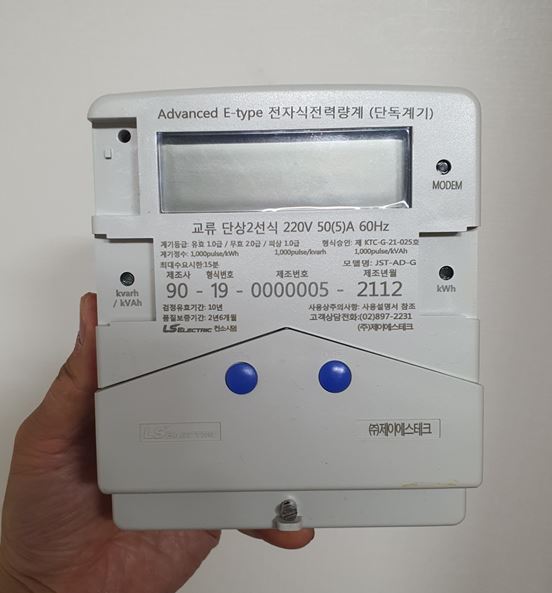 Advanced E-type 전자식전력량계 (단독계기)
MODEM
교류 단상2선식 220V 50(5)A 60Hz
계기등급: 유효 1.0급 / 무효 2.0급 / 피상 1.0급 형식승인: 제 KTC-G-21-025호
계기정수: 1,000pulse/kWh 1,000pulse/kvarh 1,000pulse/kVAh
최대수요시한:15분 모델명: JST-AD-G
제조사 형식번호 제조번호 제조년월
kvarh / kVAh
90 - 19 - 0000005 - 2112
kWh
검정유효기간: 10년 사용상주의사항: 사용설명서 참조
품질보증기간: 2년6개월 고객상담전화:(02)897-2231
LS ELECTRIC 컨소시엄 (주)제이에스테크
LS ELECTRIC (주)제이에스테크